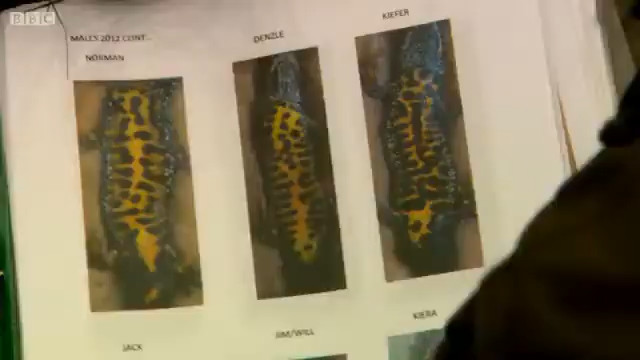 BBC
MALES 2012 CONT...
NORMAN
DENZLE
KIEFER
JACK
JIM/WILL
KIERA